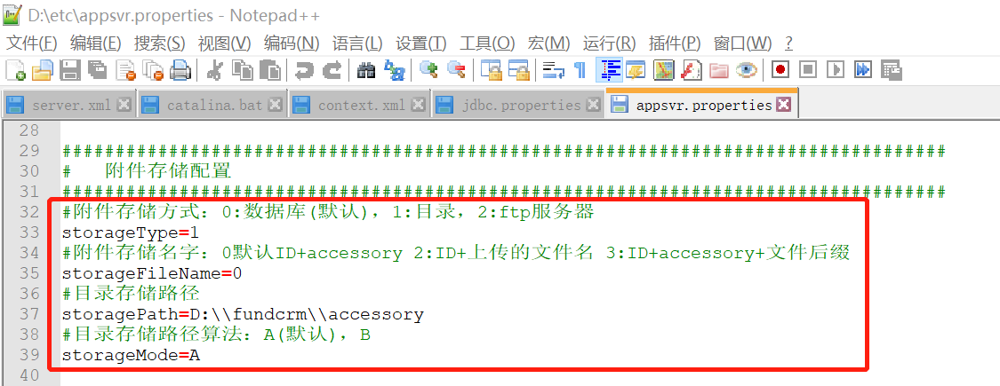 D:\etc\appsvr.properties - Notepad++
文件(F) 编辑(E) 搜索(S) 视图(V) 编码(N) 语言(L) 设置(T) 工具(O) 宏(M) 运行(R) 插件(P) 窗口(W) ?
server.xml catalina.bat context.xml jdbc.properties appsvr.properties
28
29 ###################################################################################
30 # 附件存储配置
31 ###################################################################################
32 #附件存储方式：0:数据库(默认)，1:目录，2:ftp服务器
33 storageType=1
34 #附件存储名字：0默认ID+accessory 2:ID+上传的文件名 3:ID+accessory+文件后缀
35 storageFileName=0
36 #目录存储路径
37 storagePath=D:\\fundcrm\\accessory
38 #目录存储路径算法：A(默认)，B
39 storageMode=A
40